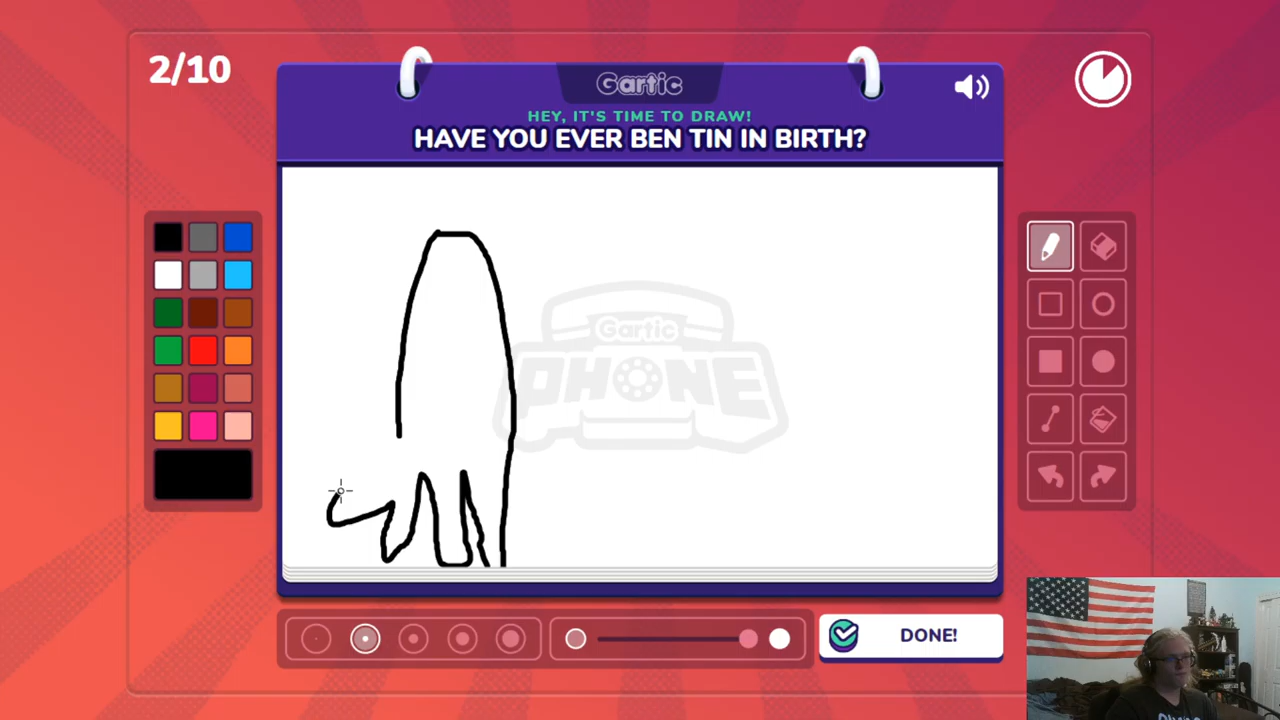 2/10
Gartic
HEY, IT'S TIME TO DRAW!
HAVE YOU EVER BEN TIN IN BIRTH?
Gartic
PHONE
DONE!